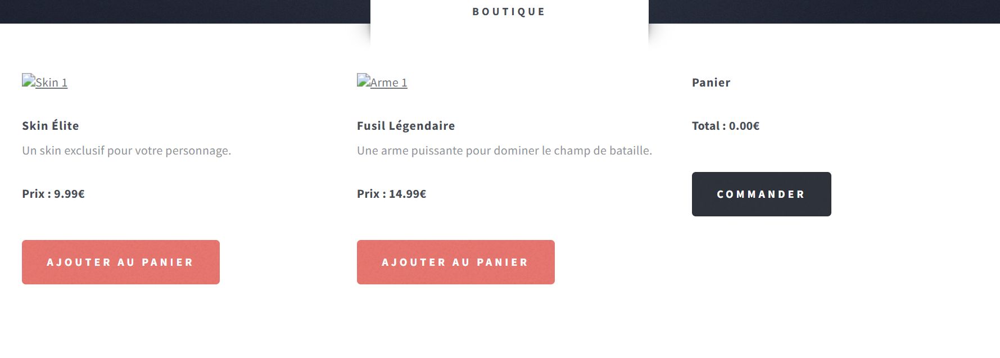 BOUTIQUE
Skin 1
Skin Élite
Un skin exclusif pour votre personnage.
Prix : 9.99€
AJOUTER AU PANIER
Arme 1
Fusil Légendaire
Une arme puissante pour dominer le champ de bataille.
Prix : 14.99€
AJOUTER AU PANIER
Panier
Total : 0.00€
COMMANDER